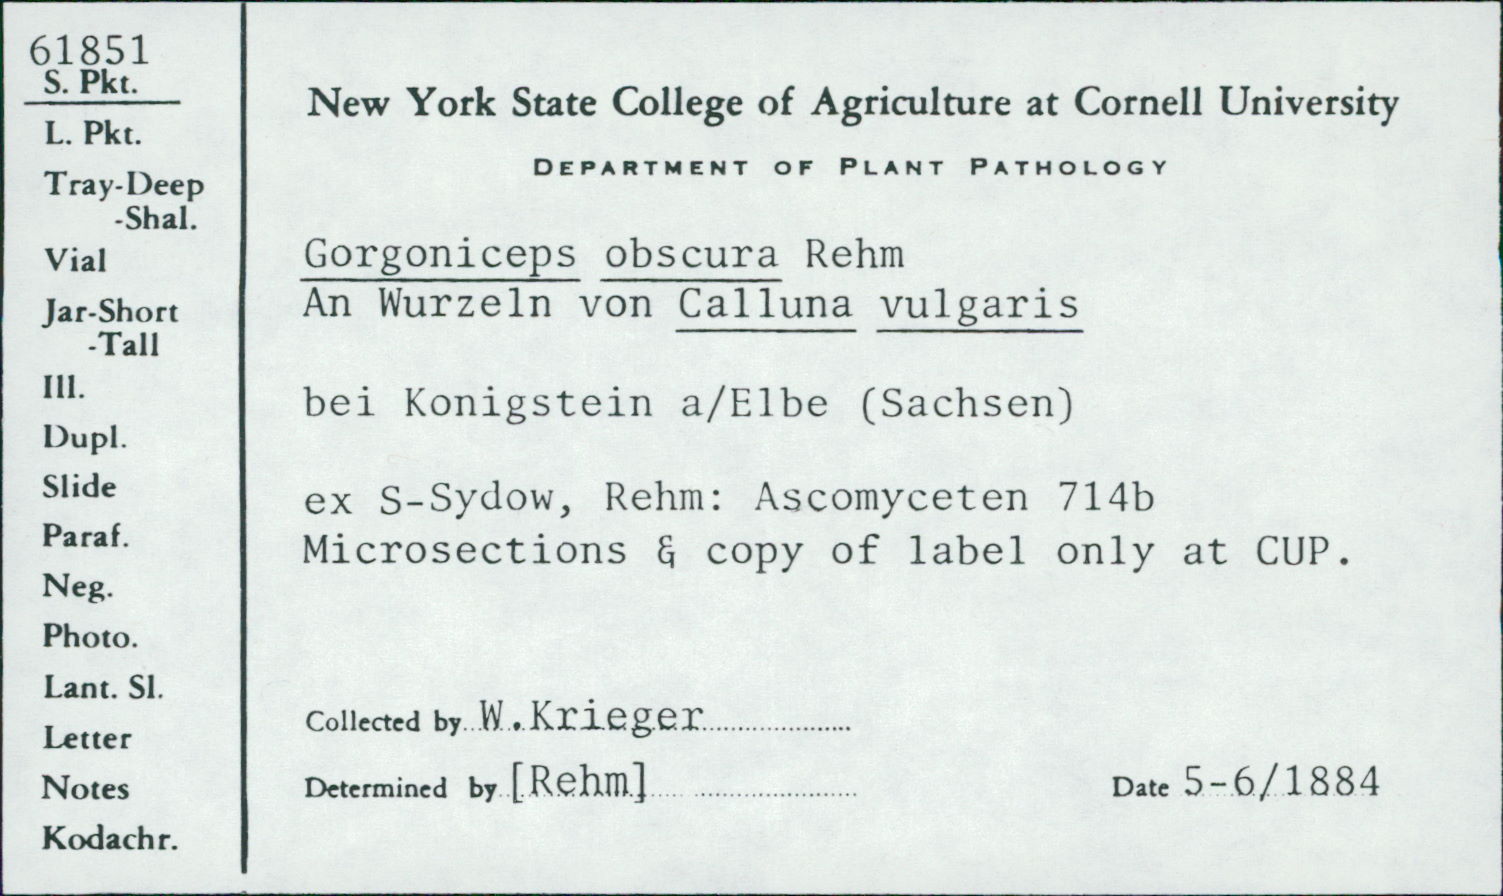 61851
S. Pkt.
L. Pkt.
Tray-Deep
-Shal.
Vial
Jar-Short
-Tall
Ill.
Dupl.
Slide
Paraf.
Neg.
Photo.
Lant. Sl.
Letter
Notes
Kodachr.
New York State College of Agriculture at Cornell University
DEPARTMENT OF PLANT PATHOLOGY
Gorgoniceps obscura Rehm
An Wurzeln von Calluna vulgaris
bei Konigstein a/Elbe (Sachsen)
ex S-Sydow, Rehm: Ascomyceten 714b
Microsections & copy of label only at CUP.
Collected by W.Krieger
Determined by [Rehm]
Date 5-6/1884